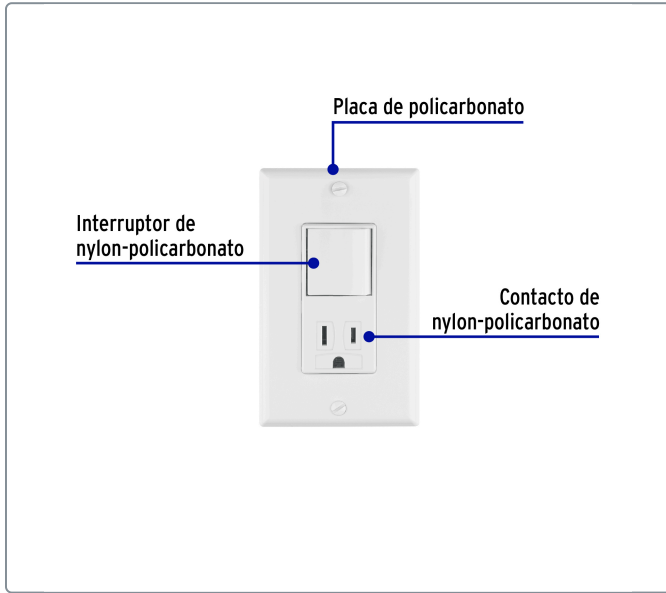 Placa de policarbonato
Interruptor de
nylon-policarbonato
Contacto de
nylon-policarbonato